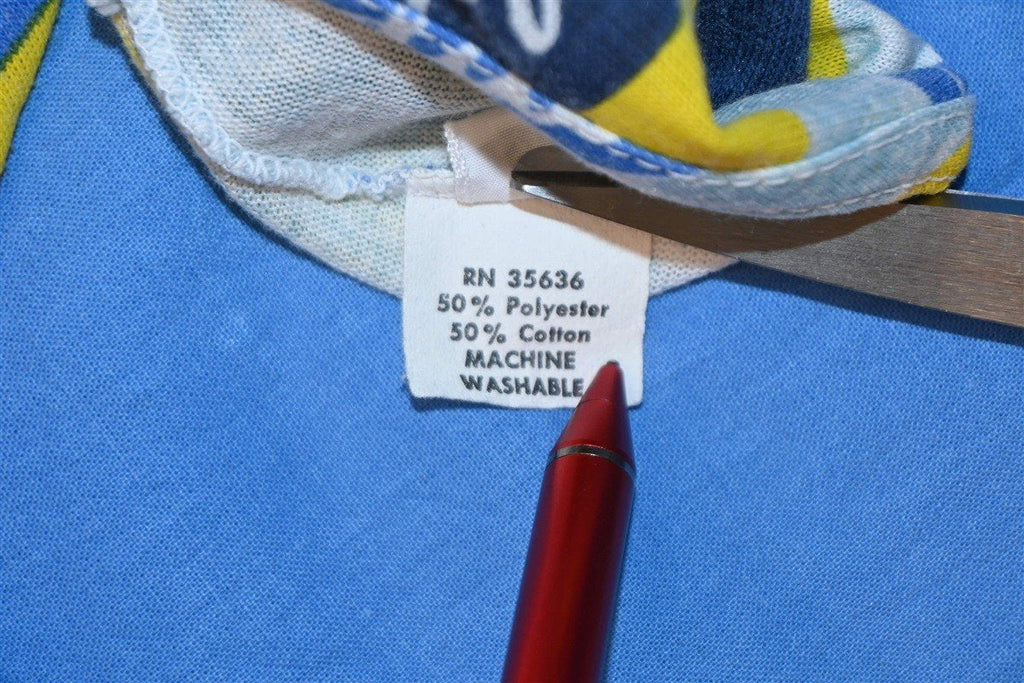 RN 35636
50% Polyester
50% Cotton
MACHINE
WASHABLE